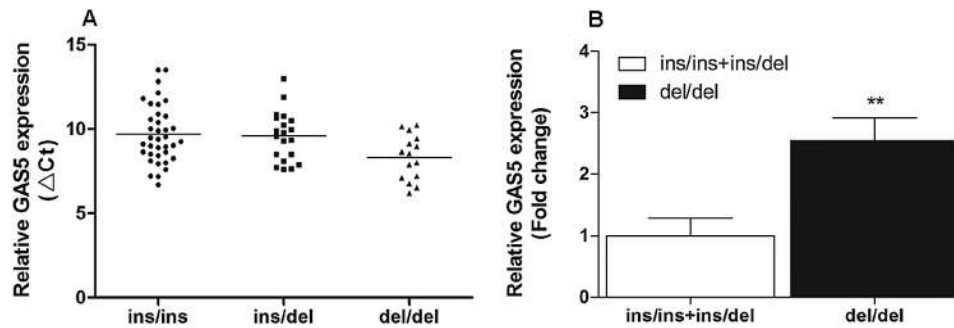 A
Relative GAS5 expression
(△Ct)
15
10
5
0
ins/ins
ins/del
del/del
B
Relative GAS5 expression
(Fold change)
4
3
2
1
0
ins/ins+ins/del
del/del
**
ins/ins+ins/del
del/del